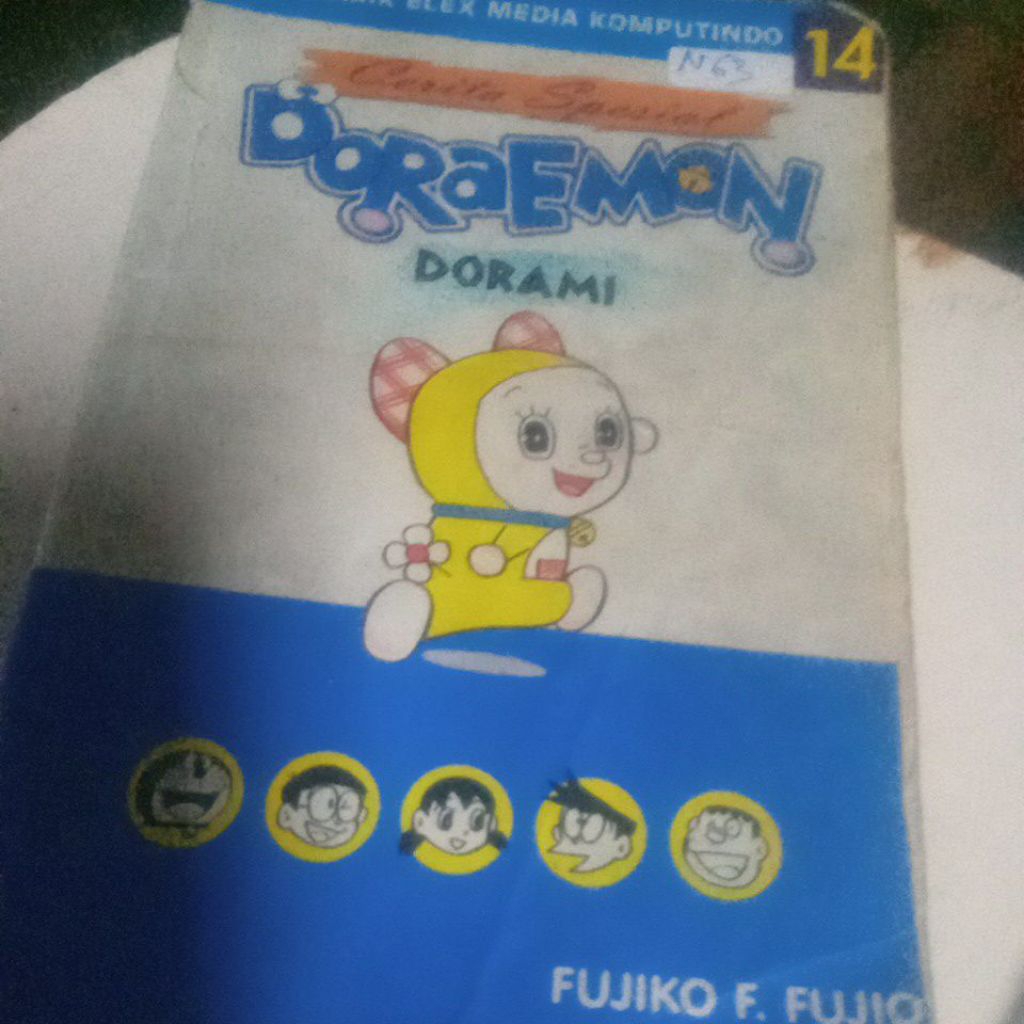 ELEX MEDIA KOMPUTINDO
14
N63
Cerita Spesial
DORAEMON
DORAMI
FUJIKO F. FUJIO